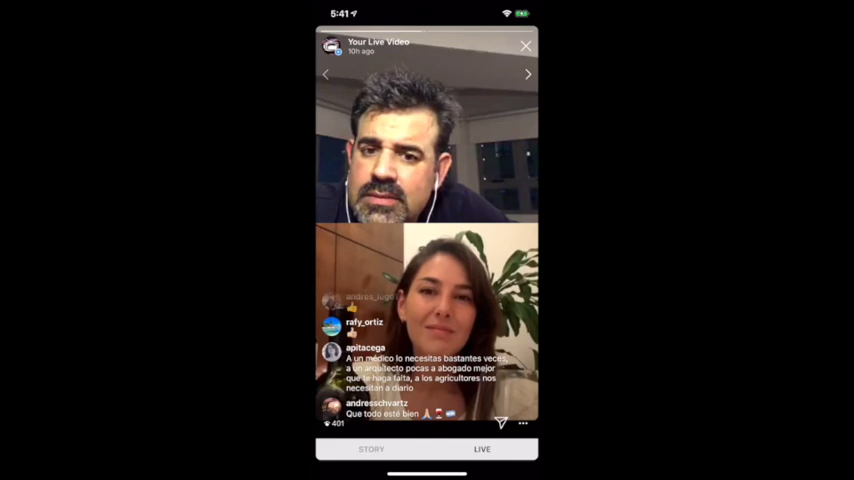 5:41
Your Live Video
10h ago
andres_lugo
rafy_ortiz
apitacega
A un médico lo necesitas bastantes veces,
a un arquitecto pocas a abogado mejor
que te haga falta, a los agricultores nos
necesitan a diario
andresschvartz
Que todo esté bien
401
STORY
LIVE